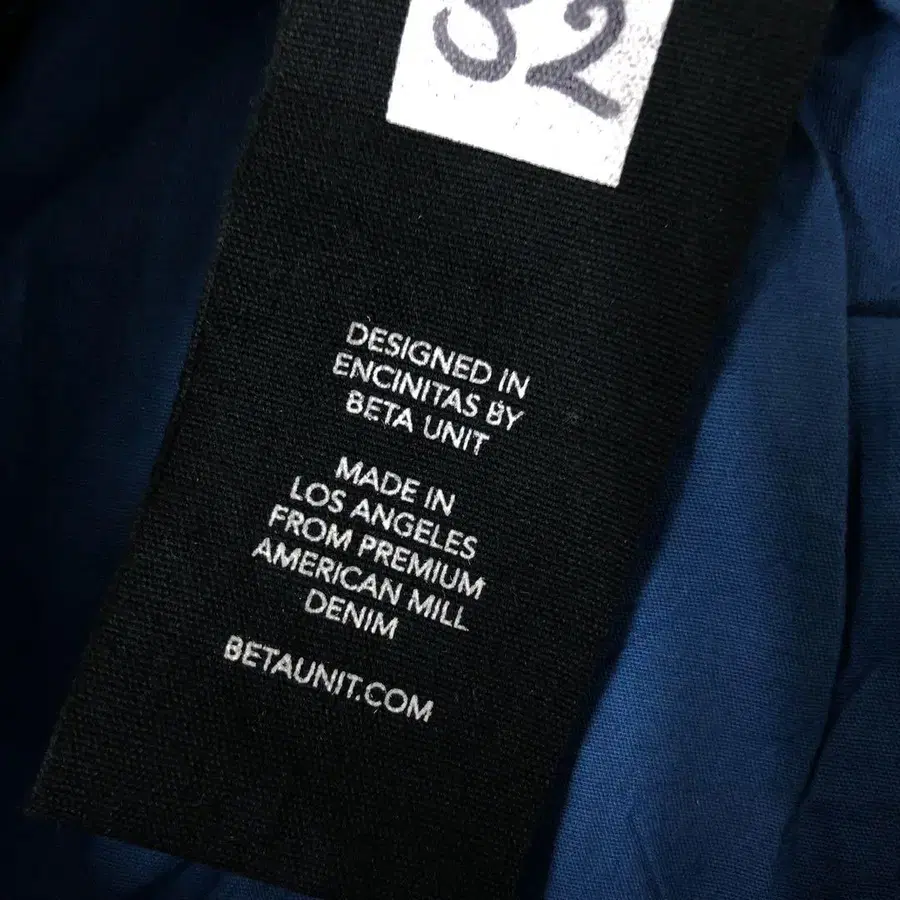 32
DESIGNED IN
ENCINITAS BY
BETA UNIT
MADE IN
LOS ANGELES
FROM PREMIUM
AMERICAN MILL
DENIM
BETAUNIT.COM